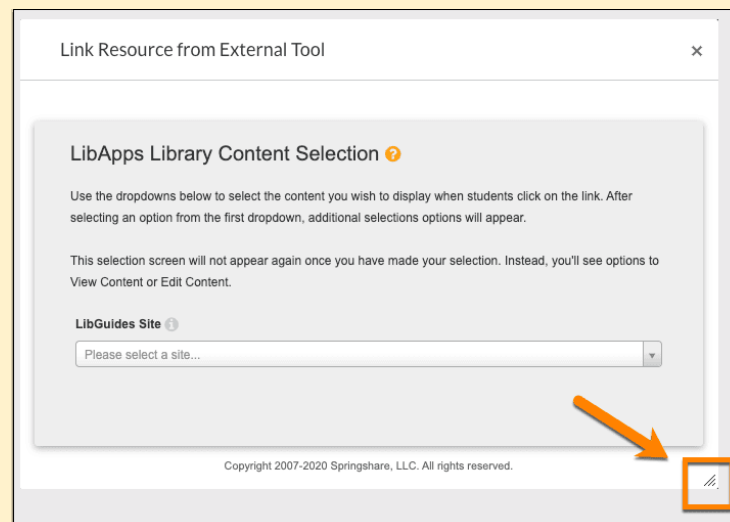 Link Resource from External Tool
×
LibApps Library Content Selection ?
Use the dropdowns below to select the content you wish to display when students click on the link. After
selecting an option from the first dropdown, additional selections options will appear.
This selection screen will not appear again once you have made your selection. Instead, you'll see options to
View Content or Edit Content.
LibGuides Site i
Please select a site...
Copyright 2007-2020 Springshare, LLC. All rights reserved.